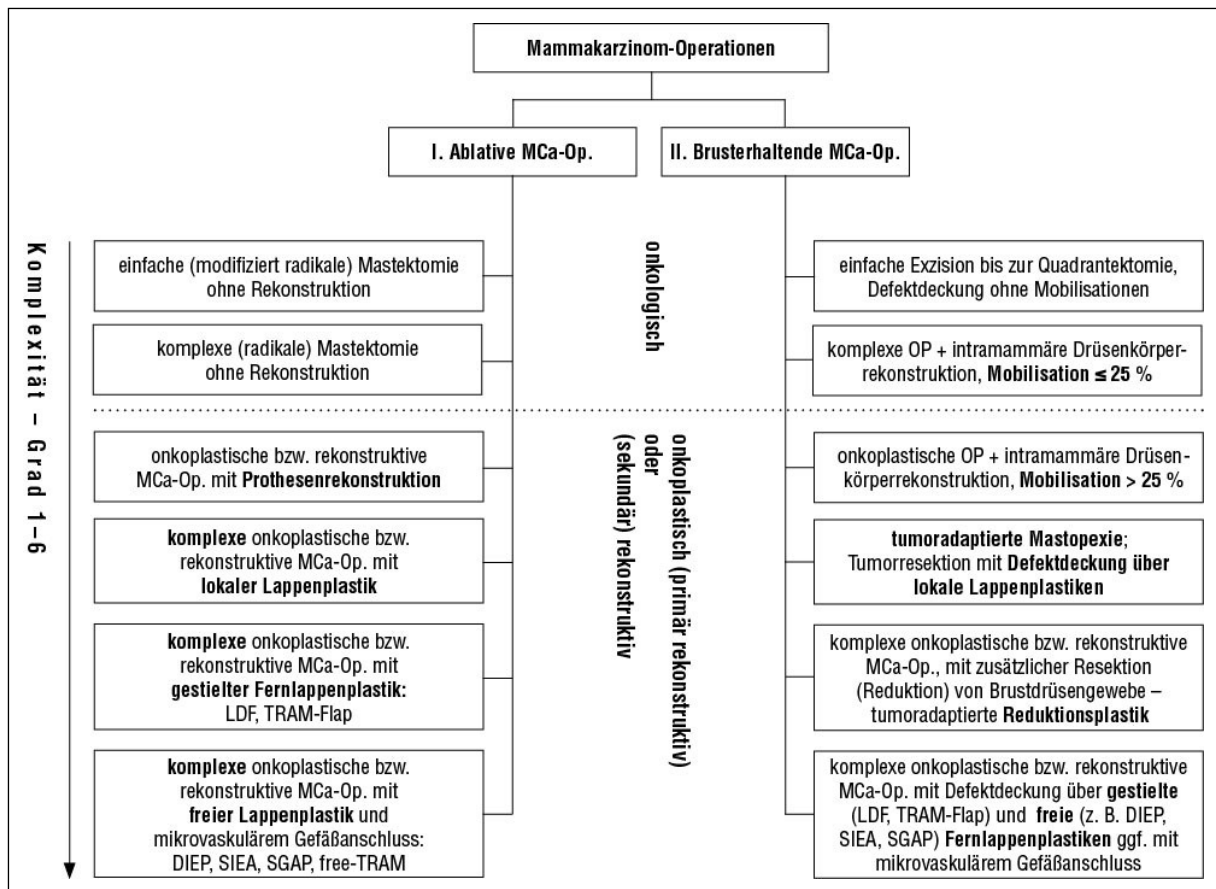 Mammakarzinom-Operationen
I. Ablative MCa-Op.
II. Brusterhaltende MCa-Op.
Komplexität – Grad 1–6
einfache (modifiziert radikale) Mastektomie
ohne Rekonstruktion
komplexe (radikale) Mastektomie
ohne Rekonstruktion
onkoplastische bzw. rekonstruktive
MCa-Op. mit Prothesenrekonstruktion
komplexe onkoplastische bzw.
rekonstruktive MCa-Op. mit
lokaler Lappenplastik
komplexe onkoplastische bzw.
rekonstruktive MCa-Op. mit
gestielter Fernlappenplastik:
LDF, TRAM-Flap
komplexe onkoplastische bzw.
rekonstruktive MCa-Op. mit
freier Lappenplastik und
mikrovaskulärem Gefäßanschluss:
DIEP, SIEA, SGAP, free-TRAM
onkologisch
onkoplastisch (primär rekonstruktiv)
oder
(sekundär) rekonstruktiv
einfache Exzision bis zur Quadrantektomie,
Defektdeckung ohne Mobilisationen
komplexe OP + intramammäre Drüsenkörper-
rekonstruktion, Mobilisation ≤ 25 %
onkoplastische OP + intramammäre Drüsen-
körperrekonstruktion, Mobilisation > 25 %
tumoradaptierte Mastopexie;
Tumorresektion mit Defektdeckung über
lokale Lappenplastiken
komplexe onkoplastische bzw. rekonstruktive
MCa-Op., mit zusätzlicher Resektion
(Reduktion) von Brustdrüsengewebe –
tumoradaptierte Reduktionsplastik
komplexe onkoplastische bzw. rekonstruktive
MCa-Op. mit Defektdeckung über gestielte
(LDF, TRAM-Flap) und freie (z. B. DIEP,
SIEA, SGAP) Fernlappenplastiken ggf. mit
mikrovaskulärem Gefäßanschluss